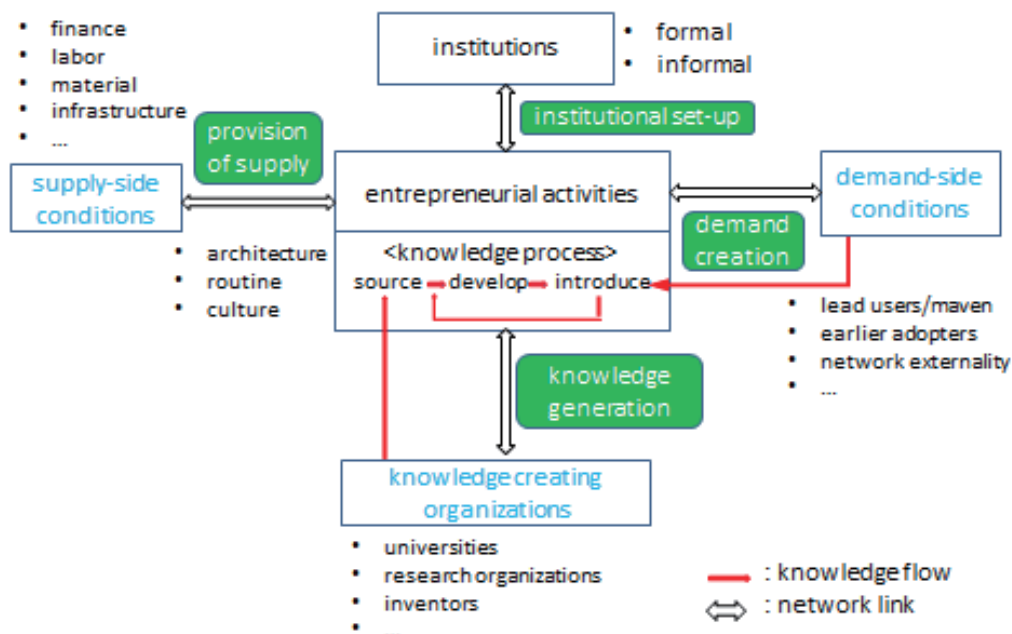 • finance
• labor
• material
• infrastructure
• ...
institutions
• formal
• informal
institutional set-up
provision
of supply
supply-side
conditions
entrepreneurial activities
demand-side
conditions
demand
creation
• architecture
• routine
• culture
<knowledge process>
source
develop
introduce
• lead users/maven
• earlier adopters
• network externality
• ...
knowledge
generation
knowledge creating
organizations
• universities
• research organizations
• inventors
• ...
: knowledge flow
: network link